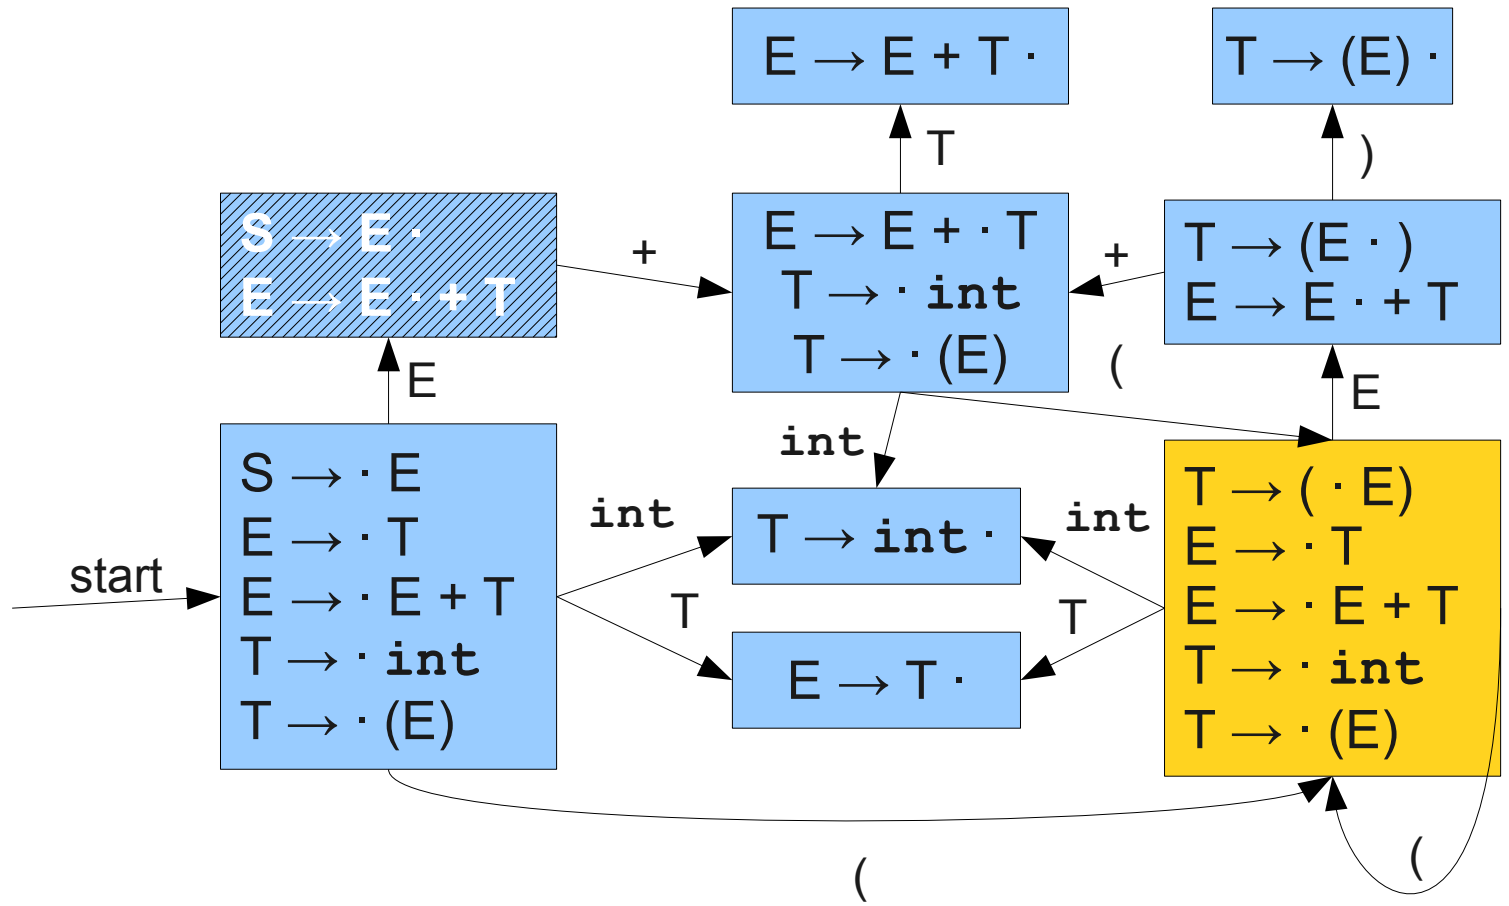 E → E + T ·
T → (E) ·
T
)
S → E ·
E → E · + T
+
E → E + · T
T → · int
T → · (E)
+
T → (E · )
E → E · + T
E
(
E
int
S → · E
E → · T
E → · E + T
T → · int
T → · (E)
start
int
T → int ·
int
T
E → T ·
T
T → ( · E)
E → · T
E → · E + T
T → · int
T → · (E)
(
(